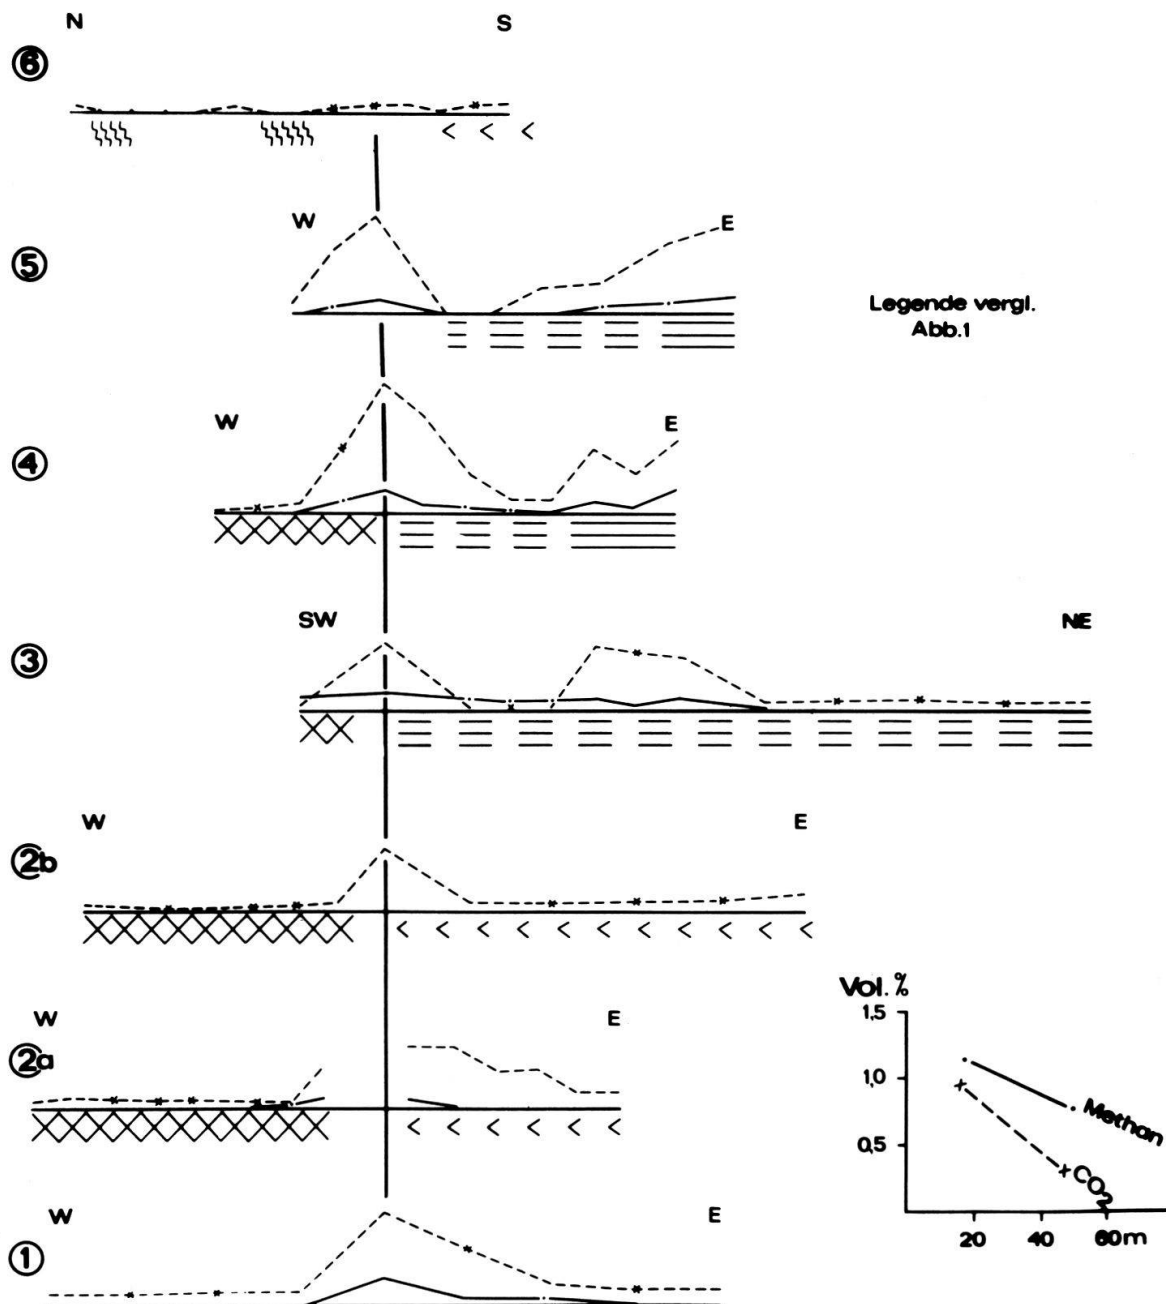 N S
⑥
W E
⑤
Legende vergl.
Abb.1
W E
④
SW NE
③
W E
②b
W E
②a
Vol.%
1,5
1,0
0,5
Methan
CO2
20 40 60m
W E
①